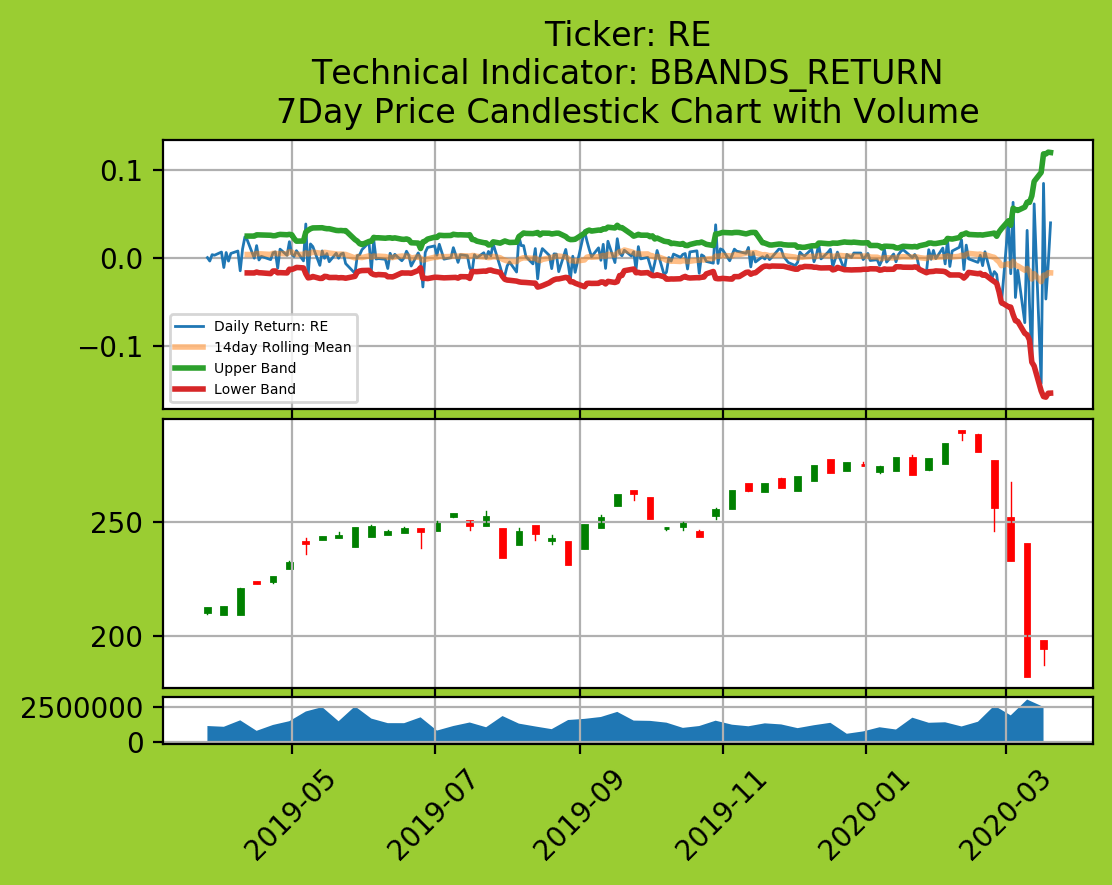 Ticker: RE
Technical Indicator: BBANDS_RETURN
7Day Price Candlestick Chart with Volume
0.1
0.0
−0.1
Daily Return: RE
14day Rolling Mean
Upper Band
Lower Band
250
200
2500000
0
2019-05
2019-07
2019-09
2019-11
2020-01
2020-03